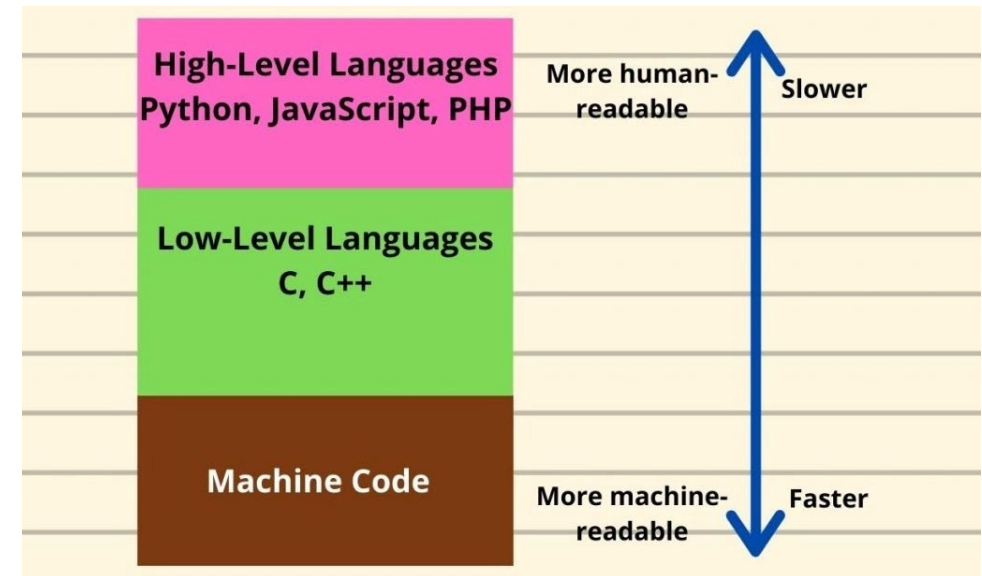 High-Level Languages
Python, JavaScript, PHP
More human-
readable
Slower
Low-Level Languages
C, C++
Machine Code
More machine-
readable
Faster